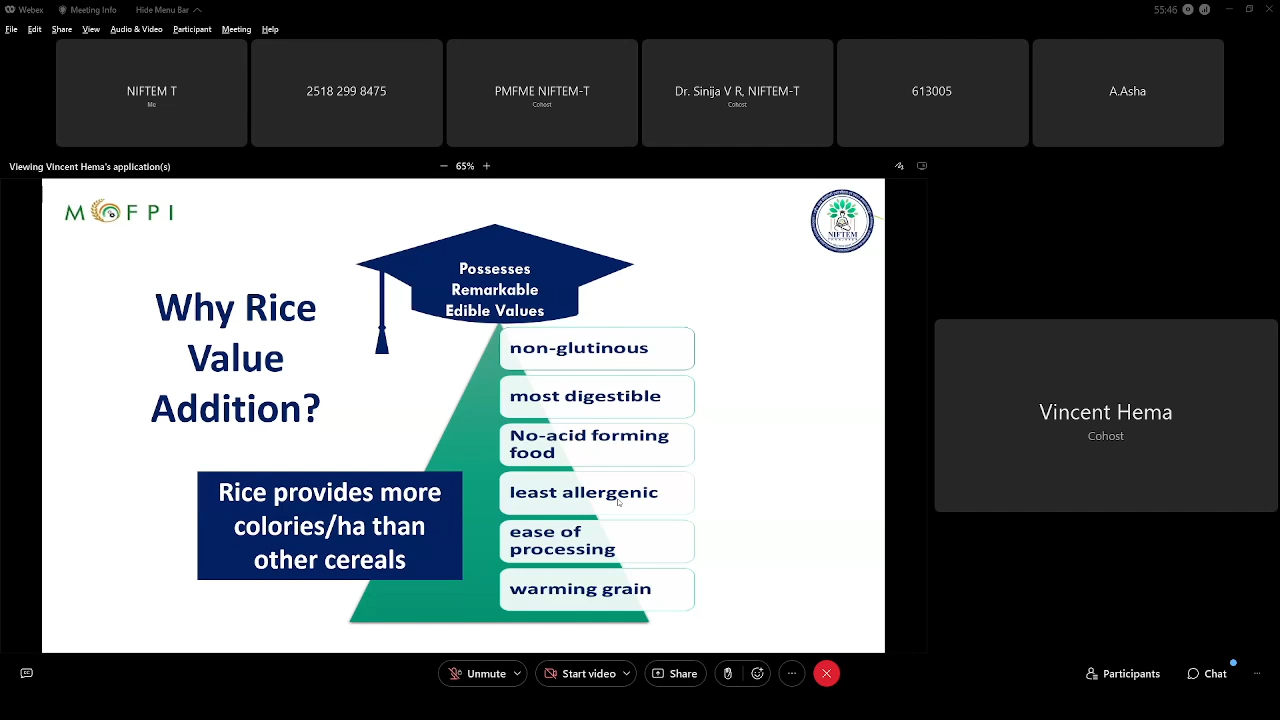 Webex
Meeting Info
Hide Menu Bar
55:46
File Edit Share View Audio & Video Participant Meeting Help
NIFTEM T
Me
2518 299 8475
PMFME NIFTEM-T
Cohost
Dr. Sinija V R, NIFTEM-T
Cohost
613005
A.Asha
Viewing Vincent Hema's application(s)
65%
MOFPI
NIFTEM
Possesses
Remarkable
Edible Values
Why Rice
Value
Addition?
non-glutinous
most digestible
No-acid forming
food
least allergenic
ease of
processing
warming grain
Rice provides more
colories/ha than
other cereals
Vincent Hema
Cohost
Unmute
Start video
Share
Participants
Chat